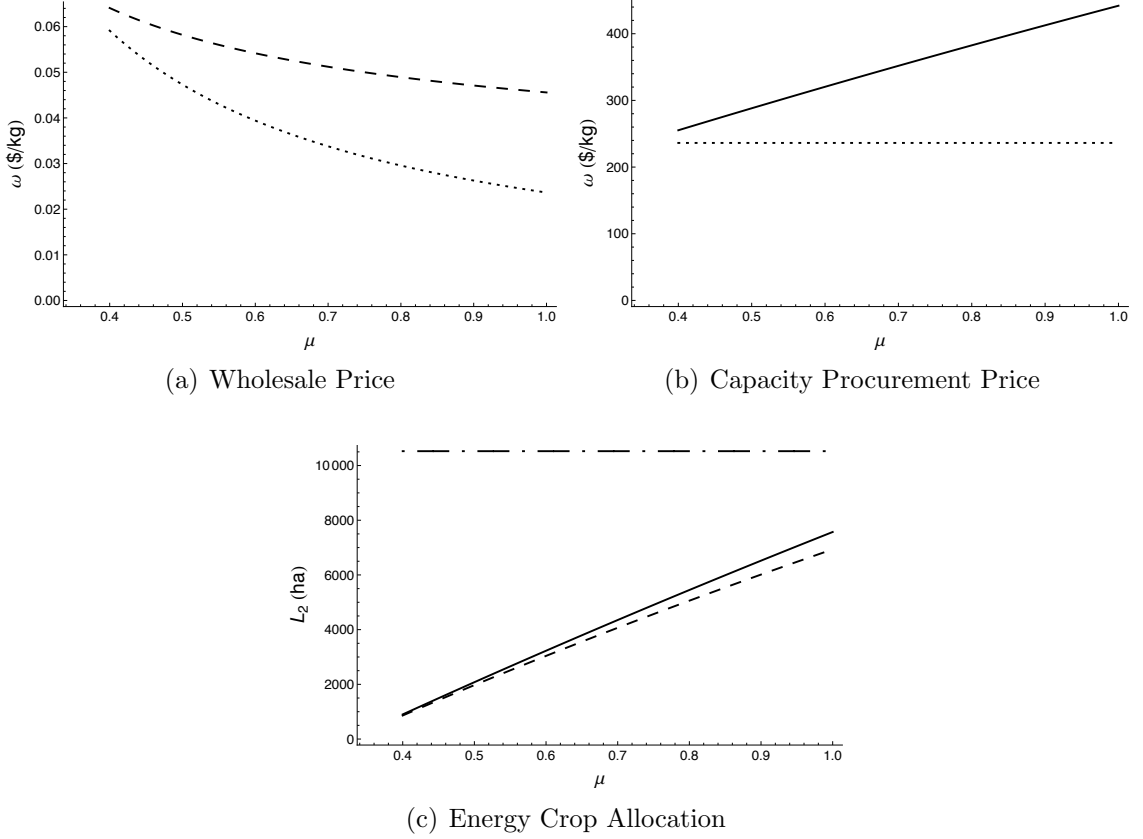 0.06
0.05
0.04
0.03
0.02
0.01
0.00
ω ($/kg)
0.4 0.5 0.6 0.7 0.8 0.9 1.0
μ
(a) Wholesale Price
400
300
200
100
0
ω ($/kg)
0.4 0.5 0.6 0.7 0.8 0.9 1.0
μ
(b) Capacity Procurement Price
10 000
8000
6000
4000
2000
0
L₂ (ha)
0.4 0.5 0.6 0.7 0.8 0.9 1.0
μ
(c) Energy Crop Allocation